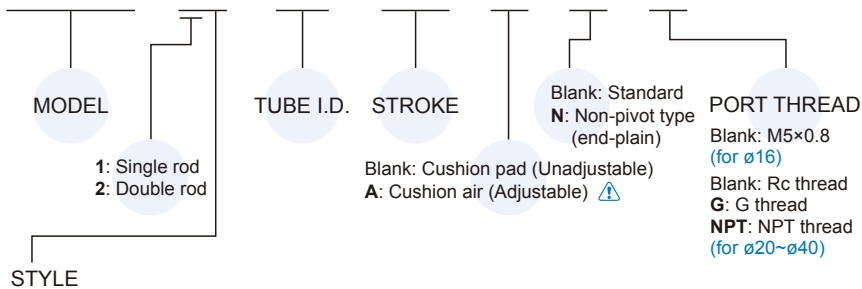 MODEL
1: Single rod
2: Double rod
STYLE
TUBE I.D.
STROKE
Blank: Cushion pad (Unadjustable)
A: Cushion air (Adjustable)
Blank: Standard
N: Non-pivot type
(end-plain)
PORT THREAD
Blank: M5×0.8
(for ø16)
Blank: Rc thread
G: G thread
NPT: NPT thread
(for ø20~ø40)